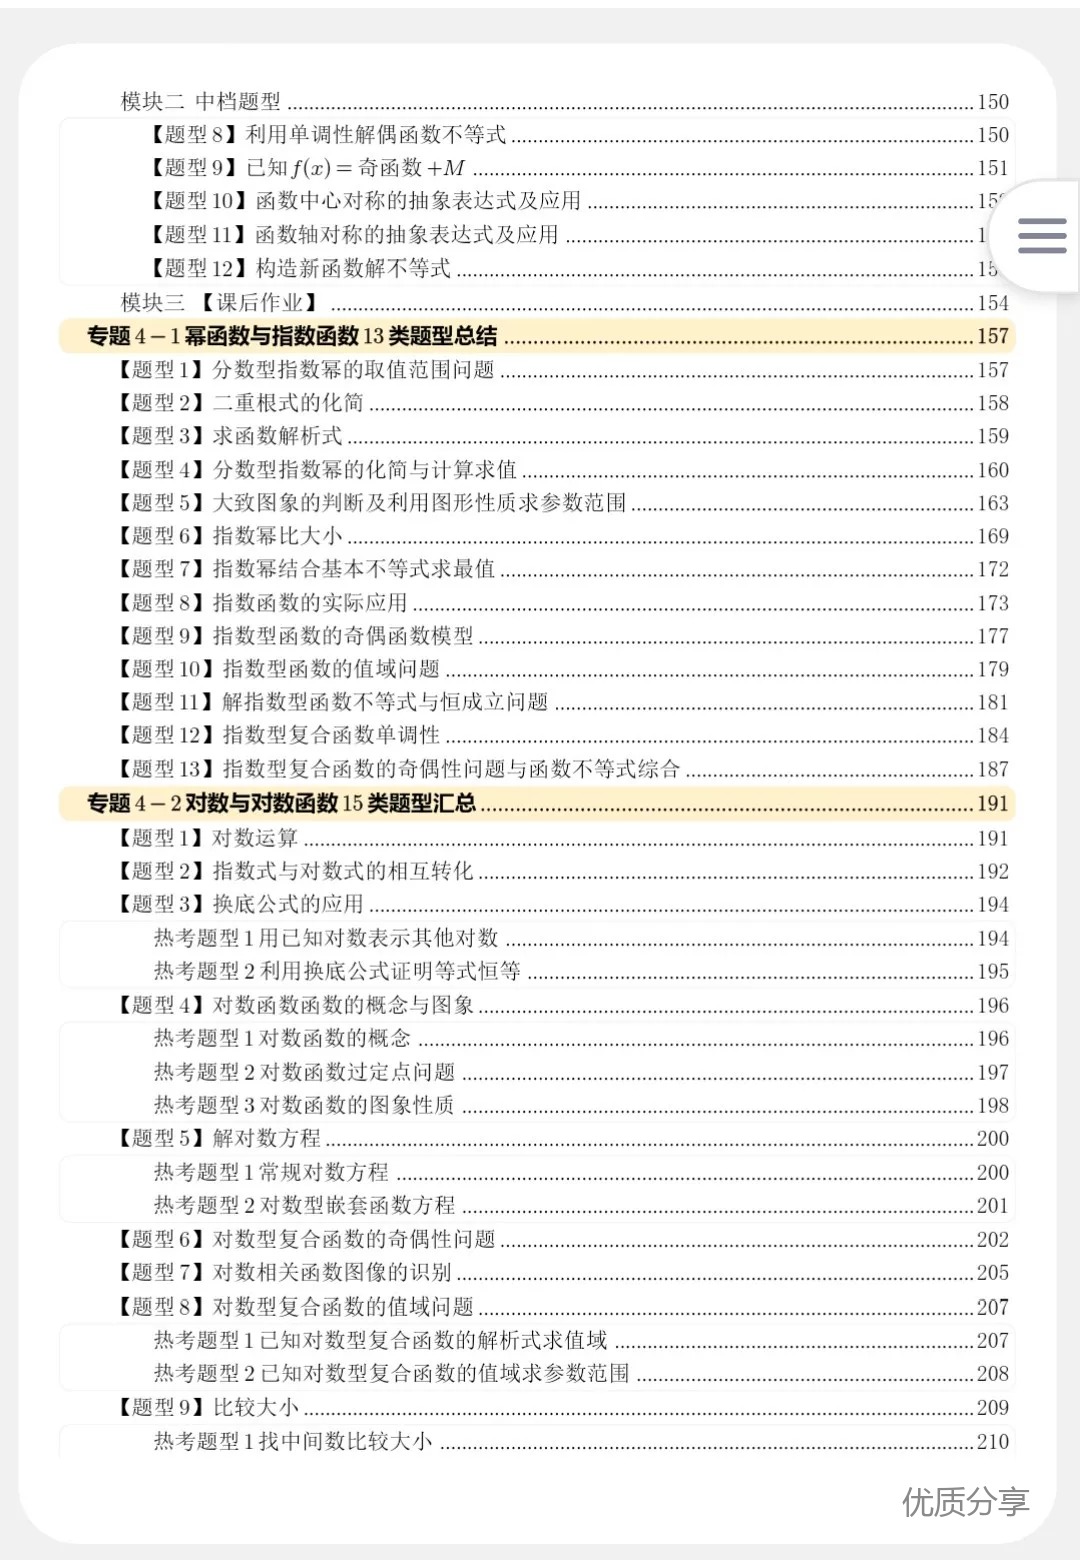 模块二 中档题型 150
【题型 8】利用单调性解偶函数不等式 150
【题型 9】已知 f(x) = 奇函数 +M 151
【题型 10】函数中心对称的抽象表达式及应用
【题型 11】函数轴对称的抽象表达式及应用
【题型 12】构造新函数解不等式
模块三 【课后作业】 154
专题 4－1 幂函数与指数函数 13 类题型总结 157
【题型 1】分数型指数幂的取值范围问题 157
【题型 2】二重根式的化简 158
【题型 3】求函数解析式 159
【题型 4】分数型指数幂的化简与计算求值 160
【题型 5】大致图象的判断及利用图形性质求参数范围 163
【题型 6】指数幂比大小 169
【题型 7】指数幂结合基本不等式求最值 172
【题型 8】指数函数的实际应用 173
【题型 9】指数型函数的奇偶函数模型 177
【题型 10】指数型函数的值域问题 179
【题型 11】解指数型函数不等式与恒成立问题 181
【题型 12】指数型复合函数单调性 184
【题型 13】指数型复合函数的奇偶性问题与函数不等式综合 187
专题 4－2 对数与对数函数 15 类题型汇总 191
【题型 1】对数运算 191
【题型 2】指数式与对数式的相互转化 192
【题型 3】换底公式的应用 194
热考题型 1 用已知对数表示其他对数 194
热考题型 2 利用换底公式证明等式恒等 195
【题型 4】对数函数函数的概念与图象 196
热考题型 1 对数函数的概念 196
热考题型 2 对数函数过定点问题 197
热考题型 3 对数函数的图象性质 198
【题型 5】解对数方程 200
热考题型 1 常规对数方程 200
热考题型 2 对数型嵌套函数方程 201
【题型 6】对数型复合函数的奇偶性问题 202
【题型 7】对数相关函数图像的识别 205
【题型 8】对数型复合函数的值域问题 207
热考题型 1 已知对数型复合函数的解析式求值域 207
热考题型 2 已知对数型复合函数的值域求参数范围 208
【题型 9】比较大小 209
热考题型 1 找中间数比较大小 210
优质分享